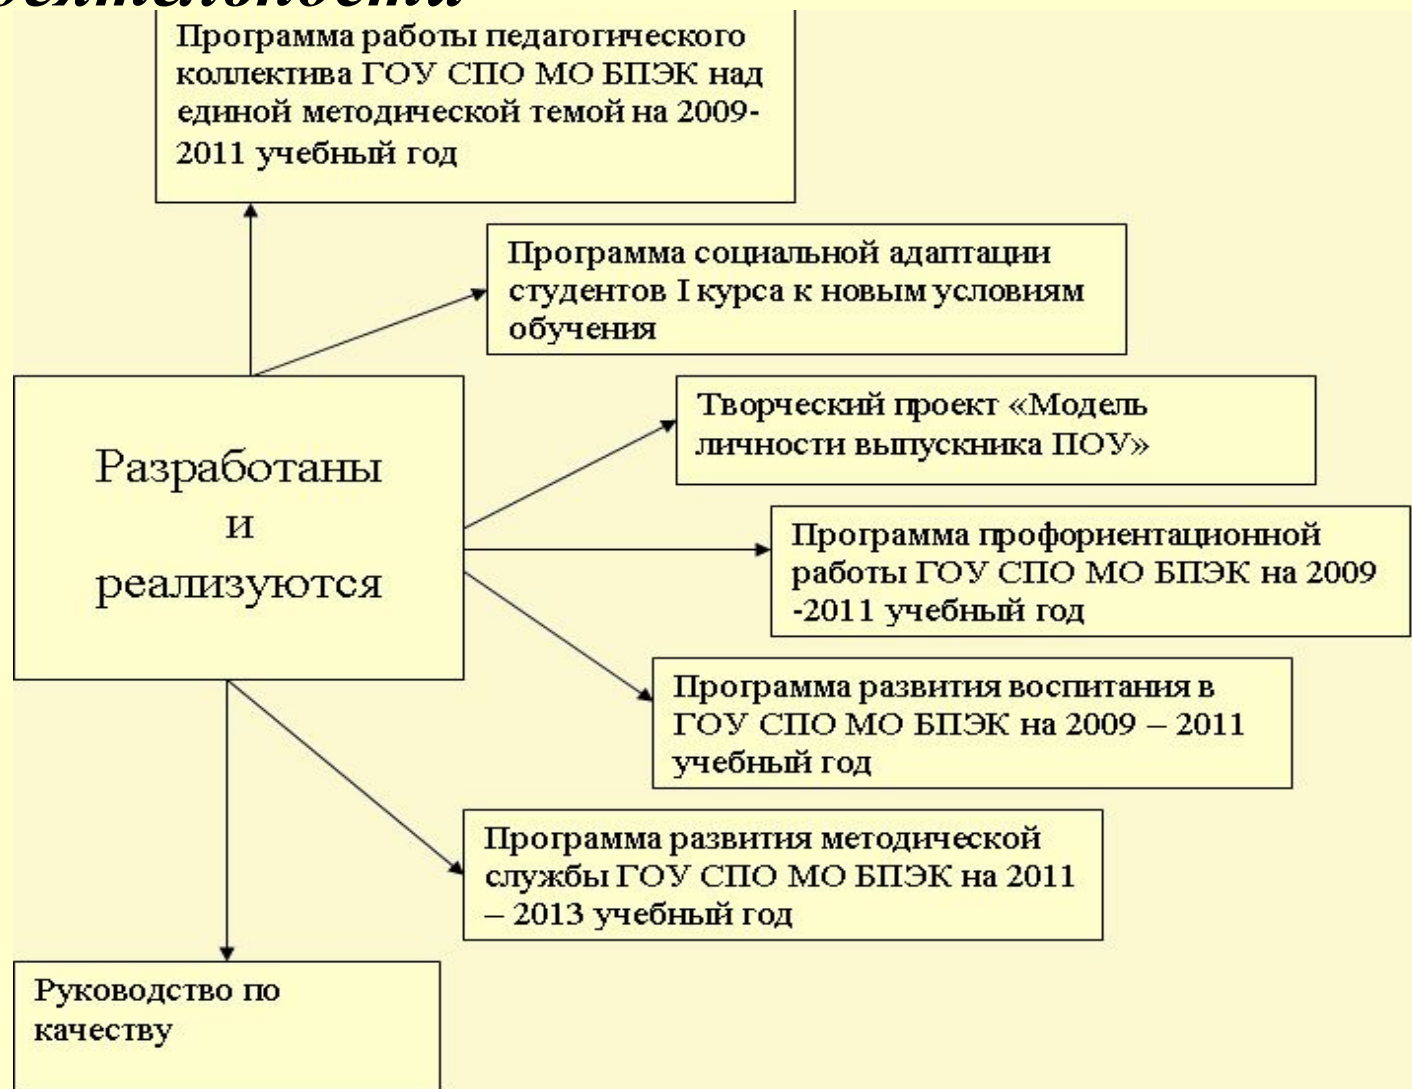 Программа работы педагогического
коллектива ГОУ СПО МО БПЭК над
единой методической темой на 2009-
2011 учебный год
Программа социальной адаптации
студентов I курса к новым условиям
обучения
Творческий проект «Модель
личности выпускника ПОУ»
Разработаны
и
реализуются
Программа профориентационной
работы ГОУ СПО МО БПЭК на 2009
-2011 учебный год
Программа развития воспитания в
ГОУ СПО МО БПЭК на 2009 – 2011
учебный год
Программа развития методической
службы ГОУ СПО МО БПЭК на 2011
– 2013 учебный год
Руководство по
качеству